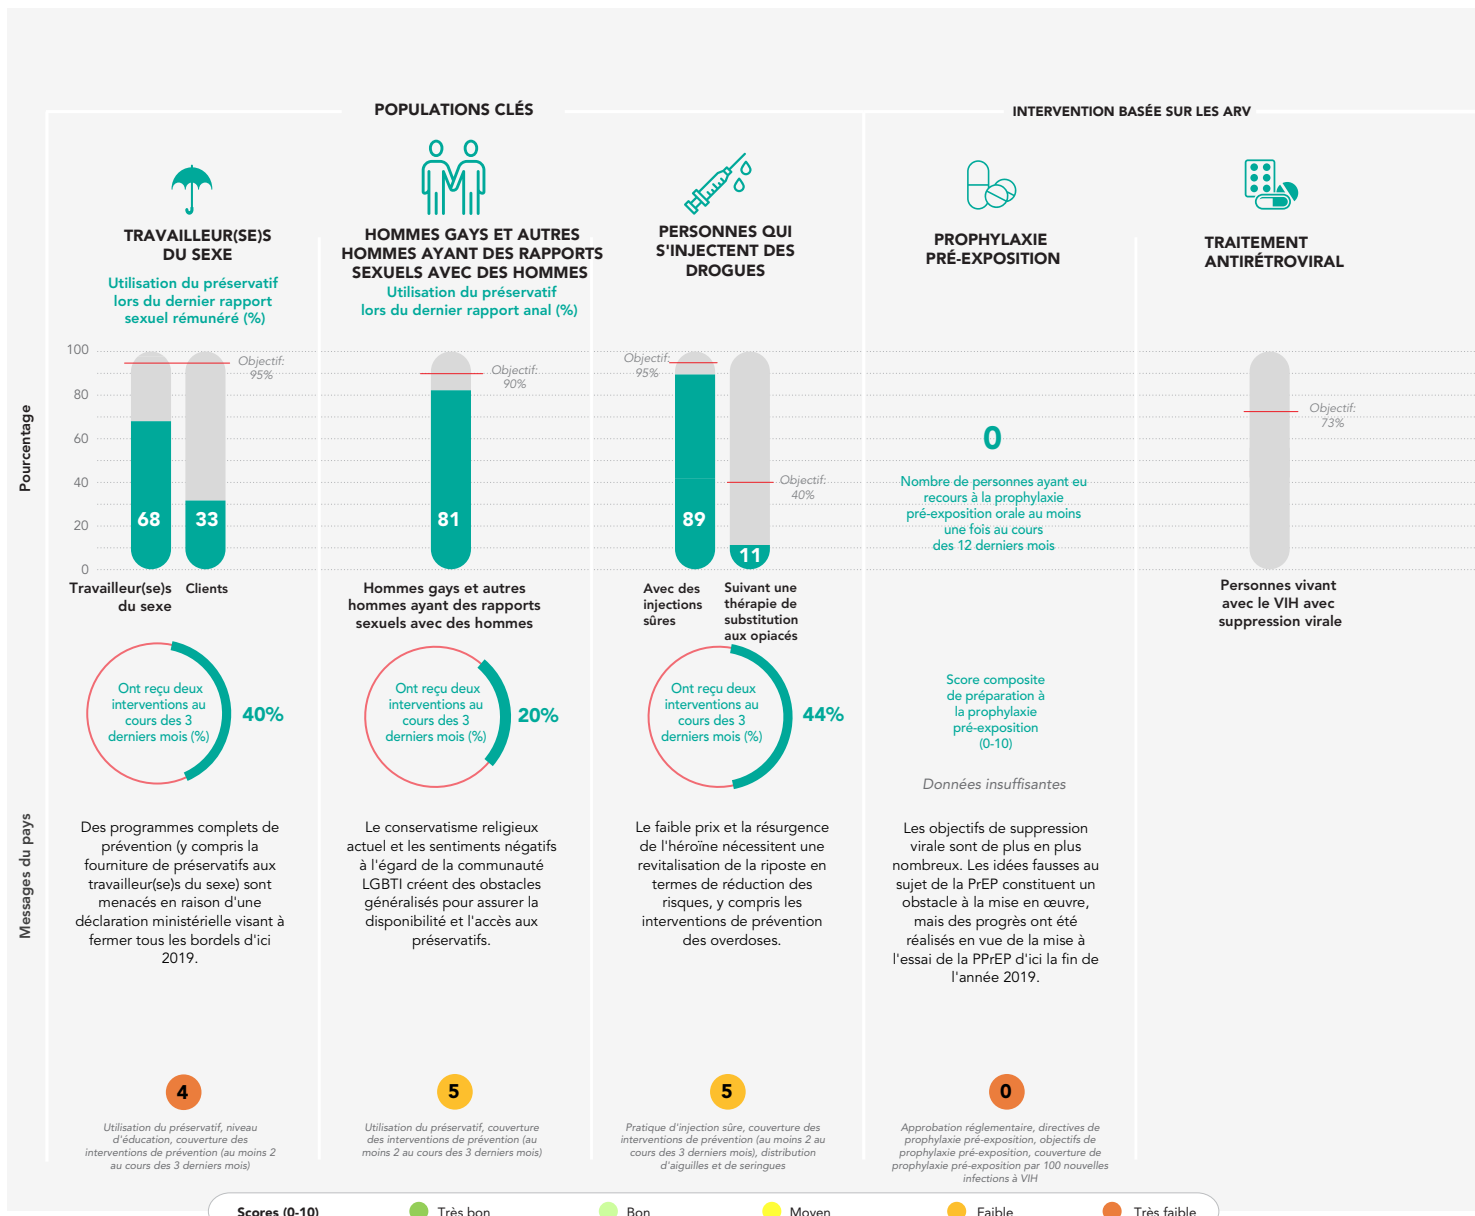 POPULATIONS CLÉS
INTERVENTION BASÉE SUR LES ARV
TRAVAILLEUR(SE)S
DU SEXE
Utilisation du préservatif
lors du dernier rapport
sexuel rémunéré (%)
HOMMES GAYS ET AUTRES
HOMMES AYANT DES RAPPORTS
SEXUELS AVEC DES HOMMES
Utilisation du préservatif
lors du dernier rapport anal (%)
PERSONNES QUI
S'INJECTENT DES
DROGUES
PROPHYLAXIE
PRÉ-EXPOSITION
TRAITEMENT
ANTIRÉTROVIRAL
Pourcentage
100
80
60
40
20
0
Objectif:
95%
68
33
Travailleur(se)s
du sexe
Clients
Objectif:
90%
81
Hommes gays et autres
hommes ayant des rapports
sexuels avec des hommes
Objectif:
95%
Objectif:
40%
89
11
Avec des
injections
sûres
Suivant une
thérapie de
substitution
aux opiacés
0
Nombre de personnes ayant eu
recours à la prophylaxie
pré-exposition orale au moins
une fois au cours
des 12 derniers mois
Objectif:
73%
Personnes vivant
avec le VIH avec
suppression virale
Ont reçu deux
interventions au
cours des 3
derniers mois (%)
40%
Ont reçu deux
interventions au
cours des 3
derniers mois (%)
20%
Ont reçu deux
interventions au
cours des 3
derniers mois (%)
44%
Score composite
de préparation à
la prophylaxie
pré-exposition
(0-10)
Données insuffisantes
Messages du pays
Des programmes complets de
prévention (y compris la
fourniture de préservatifs aux
travailleur(se)s du sexe) sont
menacés en raison d'une
déclaration ministérielle visant à
fermer tous les bordels d'ici
2019.
Le conservatisme religieux
actuel et les sentiments négatifs
à l'égard de la communauté
LGBTI créent des obstacles
généralisés pour assurer la
disponibilité et l'accès aux
préservatifs.
Le faible prix et la résurgence
de l'héroïne nécessitent une
revitalisation de la riposte en
termes de réduction des
risques, y compris les
interventions de prévention
des overdoses.
Les objectifs de suppression
virale sont de plus en plus
nombreux. Les idées fausses au
sujet de la PrEP constituent un
obstacle à la mise en œuvre,
mais des progrès ont été
réalisés en vue de la mise à
l'essai de la PPrEP d'ici la fin de
l'année 2019.
4
Utilisation du préservatif, niveau
d'éducation, couverture des
interventions de prévention (au moins 2
au cours des 3 derniers mois)
5
Utilisation du préservatif, couverture
des interventions de prévention (au
moins 2 au cours des 3 derniers mois)
5
Pratique d'injection sûre, couverture des
interventions de prévention (au moins 2 au
cours des 3 derniers mois), distribution
d'aiguilles et de seringues
0
Approbation réglementaire, directives de
prophylaxie pré-exposition, objectifs de
prophylaxie pré-exposition, couverture de
prophylaxie pré-exposition par 100 nouvelles
infections à VIH
Scores (0-10)
Très bon
Bon
Moyen
Faible
Très faible